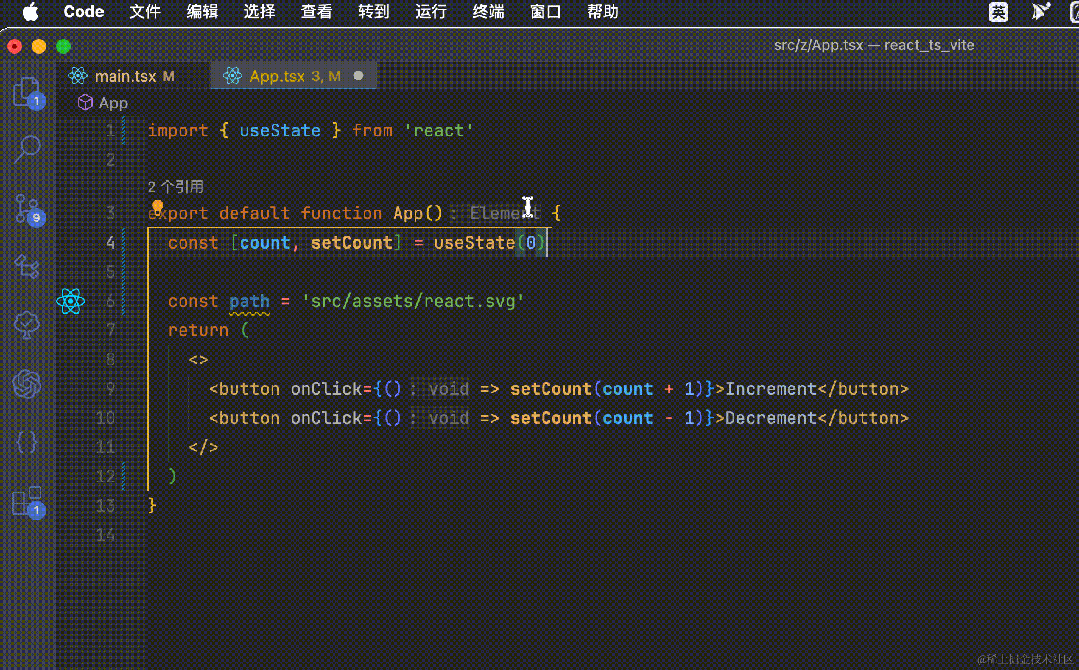 Code 文件 编辑 选择 查看 转到 运行 终端 窗口 帮助 英
src/z/App.tsx — react_ts_vite
main.tsx M App.tsx 3, M
App
1 import { useState } from 'react'
2
2 个引用
3 export default function App() : Element {
4 const [count, setCount] = useState(0)
5
6 const path = 'src/assets/react.svg'
7 return (
8 <>
9 <button onClick={() : void => setCount(count + 1)}>Increment</button>
10 <button onClick={() : void => setCount(count - 1)}>Decrement</button>
11 </>
12 )
13 }
14
1
9
1
@稀土掘金技术社区